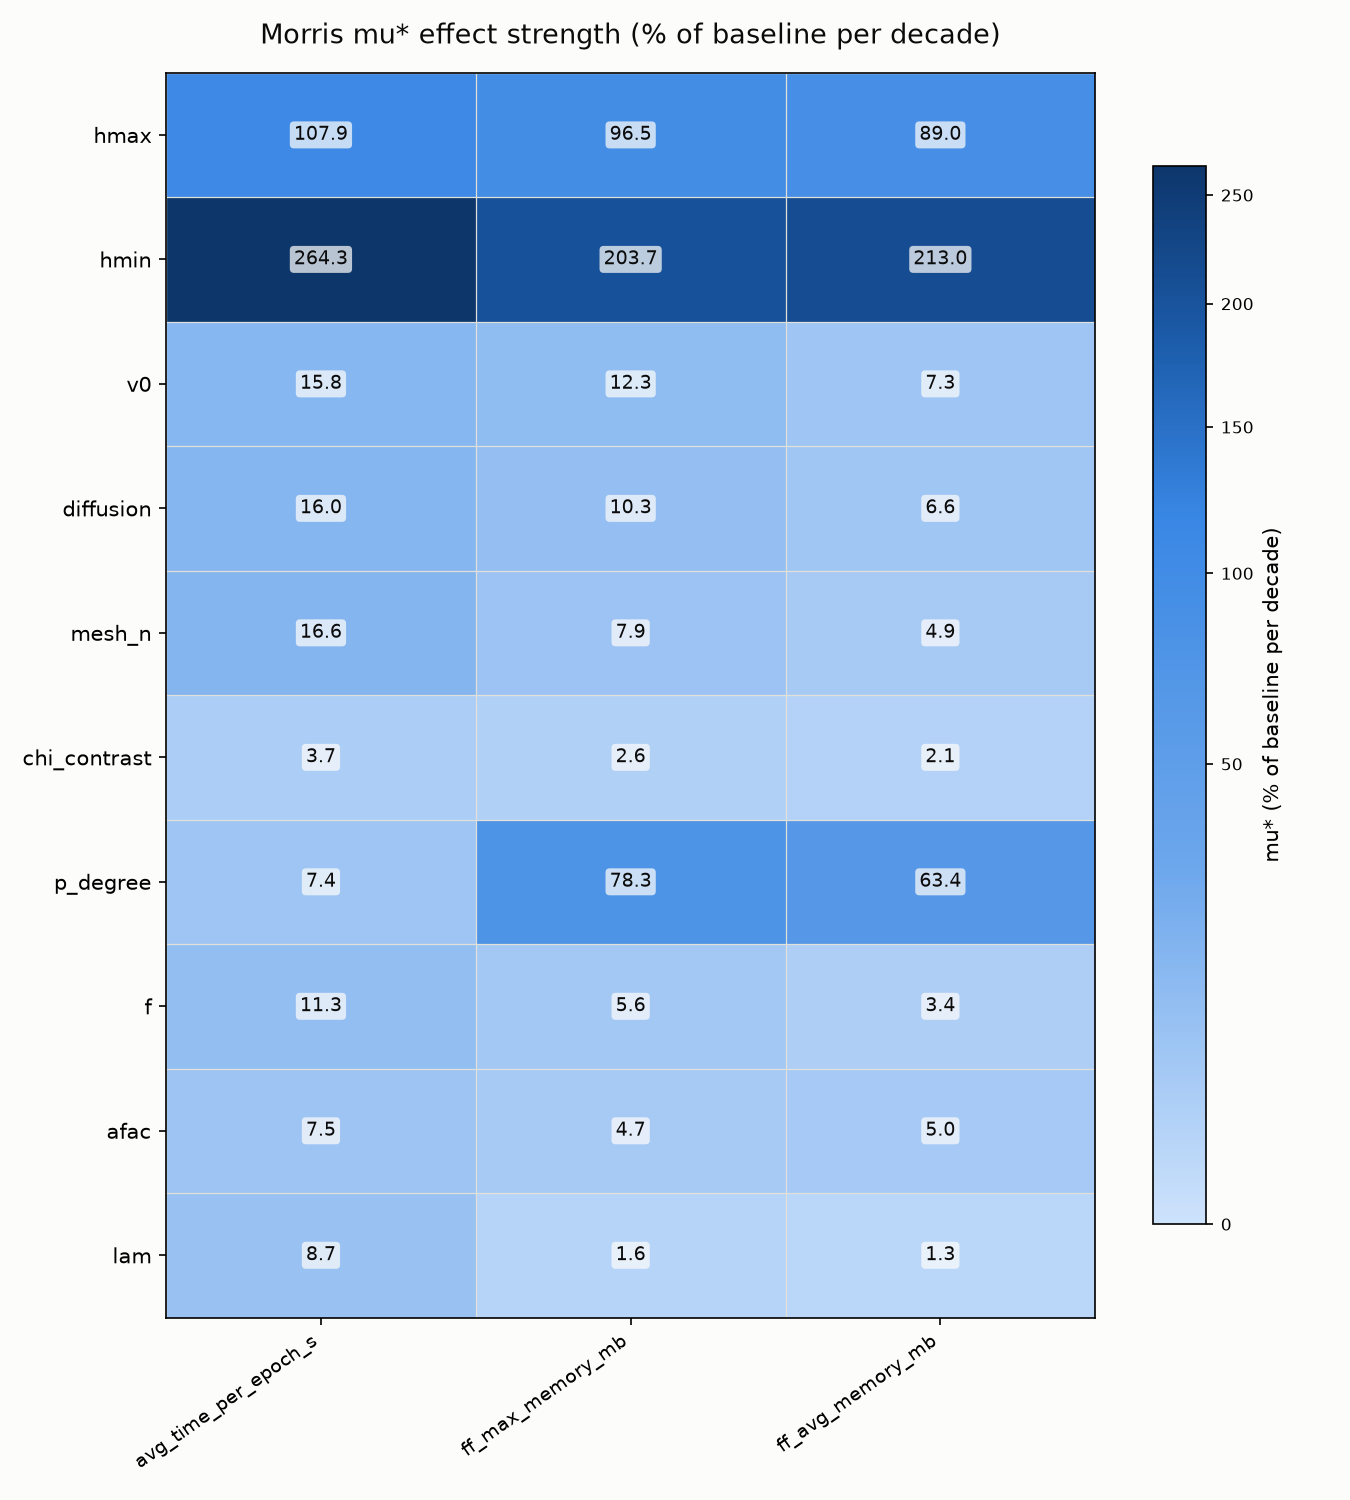 Morris mu* effect strength (% of baseline per decade)
hmax 107.9 96.5 89.0
hmin 264.3 203.7 213.0
v0 15.8 12.3 7.3
diffusion 16.0 10.3 6.6
mesh_n 16.6 7.9 4.9
chi_contrast 3.7 2.6 2.1
p_degree 7.4 78.3 63.4
f 11.3 5.6 3.4
afac 7.5 4.7 5.0
lam 8.7 1.6 1.3
avg_time_per_epoch_s
ff_max_memory_mb
ff_avg_memory_mb
250
200
150
100
50
0
mu* (% of baseline per decade)